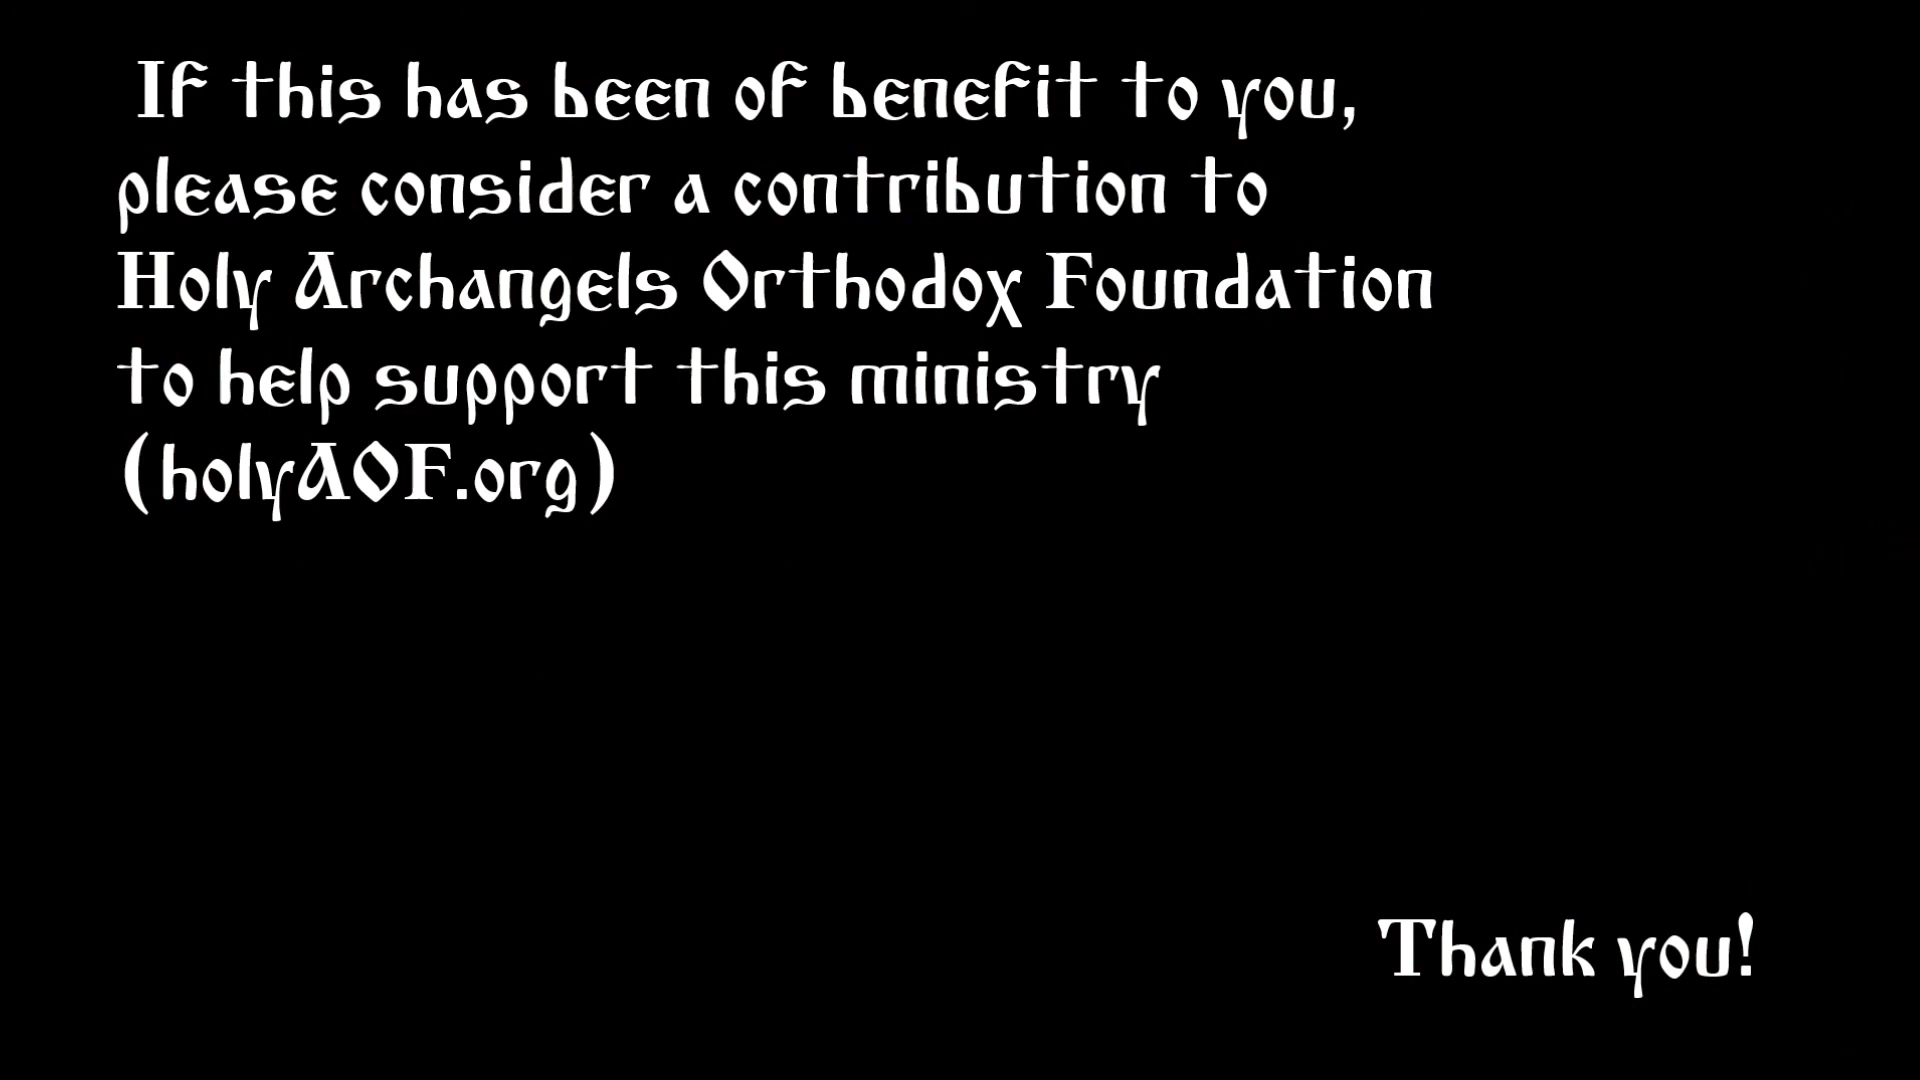 If this has been of benefit to you,
please consider a contribution to
Holy Archangels Orthodox Foundation
to help support this ministry
(holyAOF.org)
Thank you!